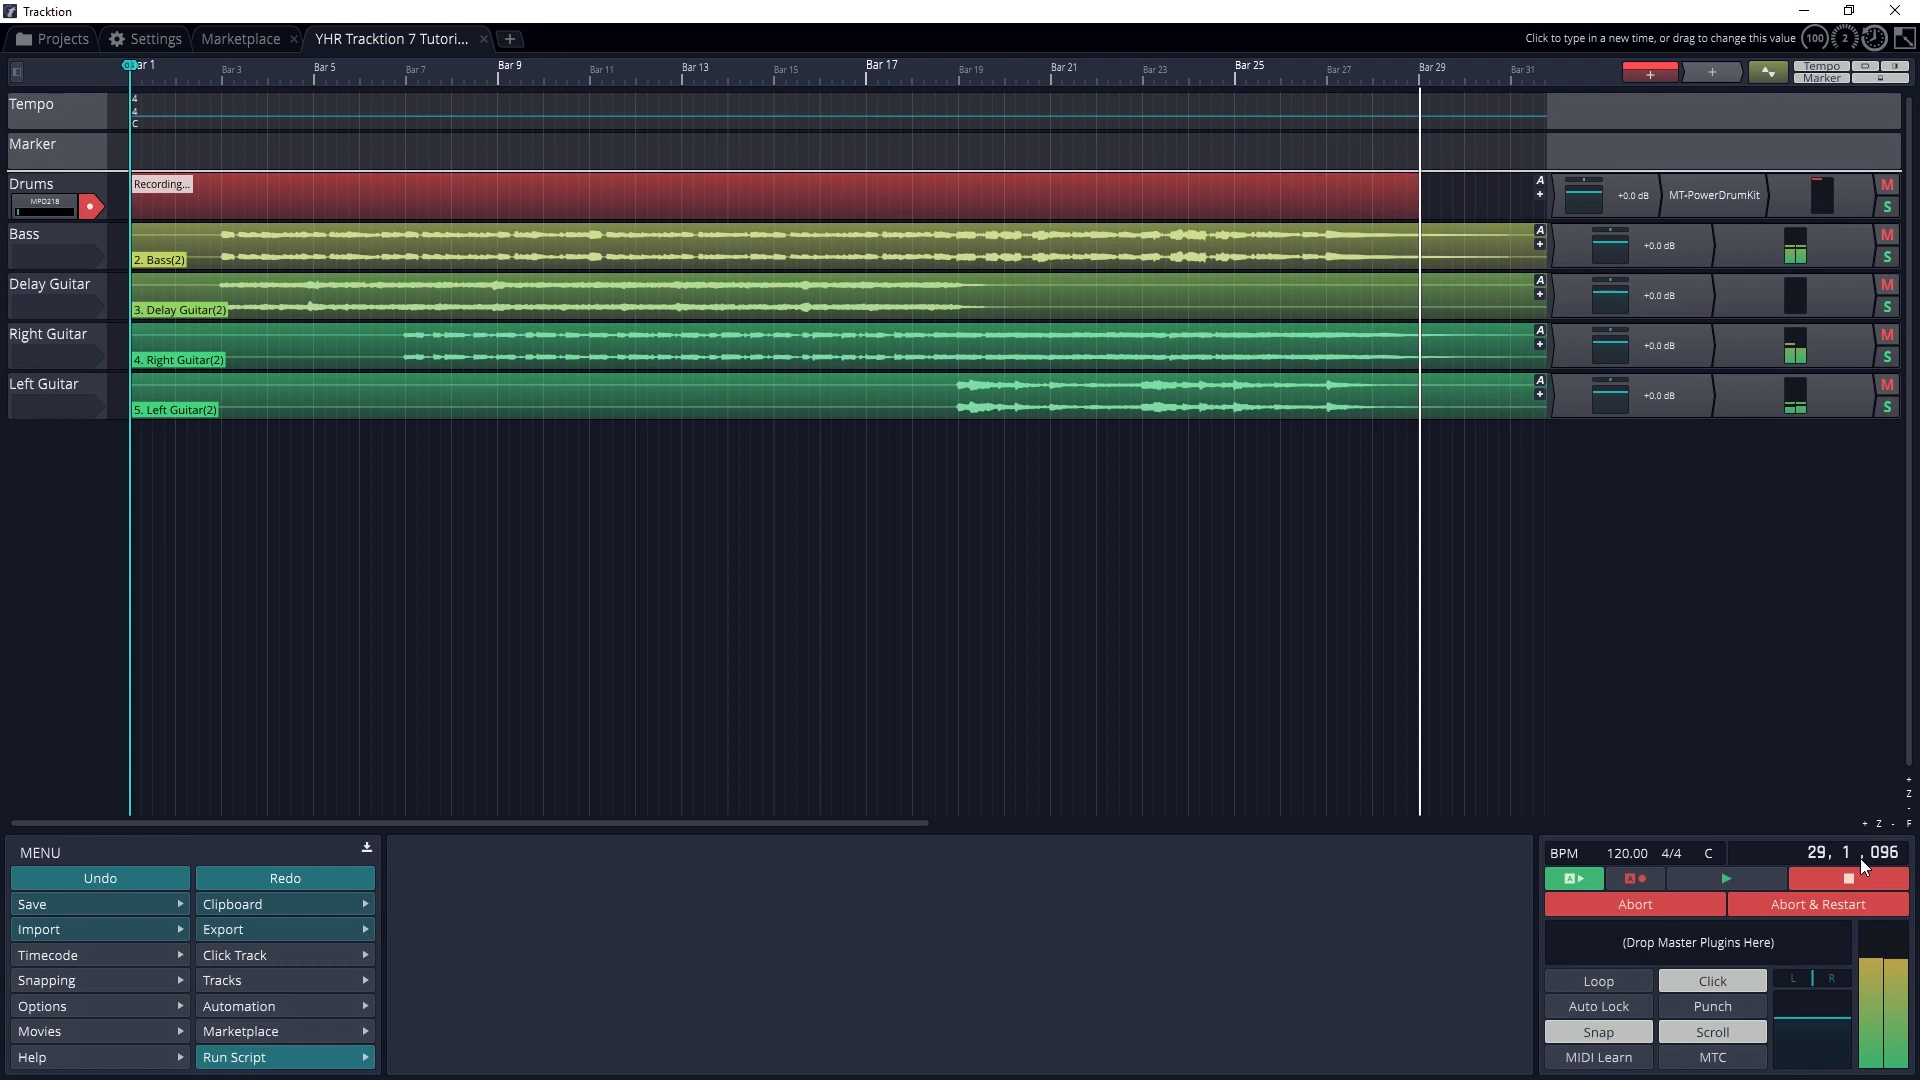 Tracktion
Projects Settings Marketplace × YHR Tracktion 7 Tutori... × + Click to type in a new time, or drag to change this value 100 2
Bar 3 Bar 5 Bar 7 Bar 9 Bar 11 Bar 13 Bar 15 Bar 17 Bar 19 Bar 21 Bar 23 Bar 25 Bar 27 Bar 29 Bar 31 + + Tempo
Marker
Tempo 4
4
C
Marker
Drums Recording... A + +0.0 dB MT-PowerDrumKit M S
MPD218
Bass A + +0.0 dB M S
2. Bass(2)
Delay Guitar A + +0.0 dB M S
3. Delay Guitar(2)
Right Guitar A + +0.0 dB M S
4. Right Guitar(2)
Left Guitar A + +0.0 dB M S
5. Left Guitar(2)
+
Z
-
+ Z - F
MENU BPM 120.00 4/4 C 29, 1 , 096
Undo Redo A A
Save Clipboard Abort Abort & Restart
Import Export (Drop Master Plugins Here)
Timecode Click Track
Snapping Tracks Loop Click L R
Options Automation Auto Lock Punch
Movies Marketplace Snap Scroll
Help Run Script MIDI Learn MTC